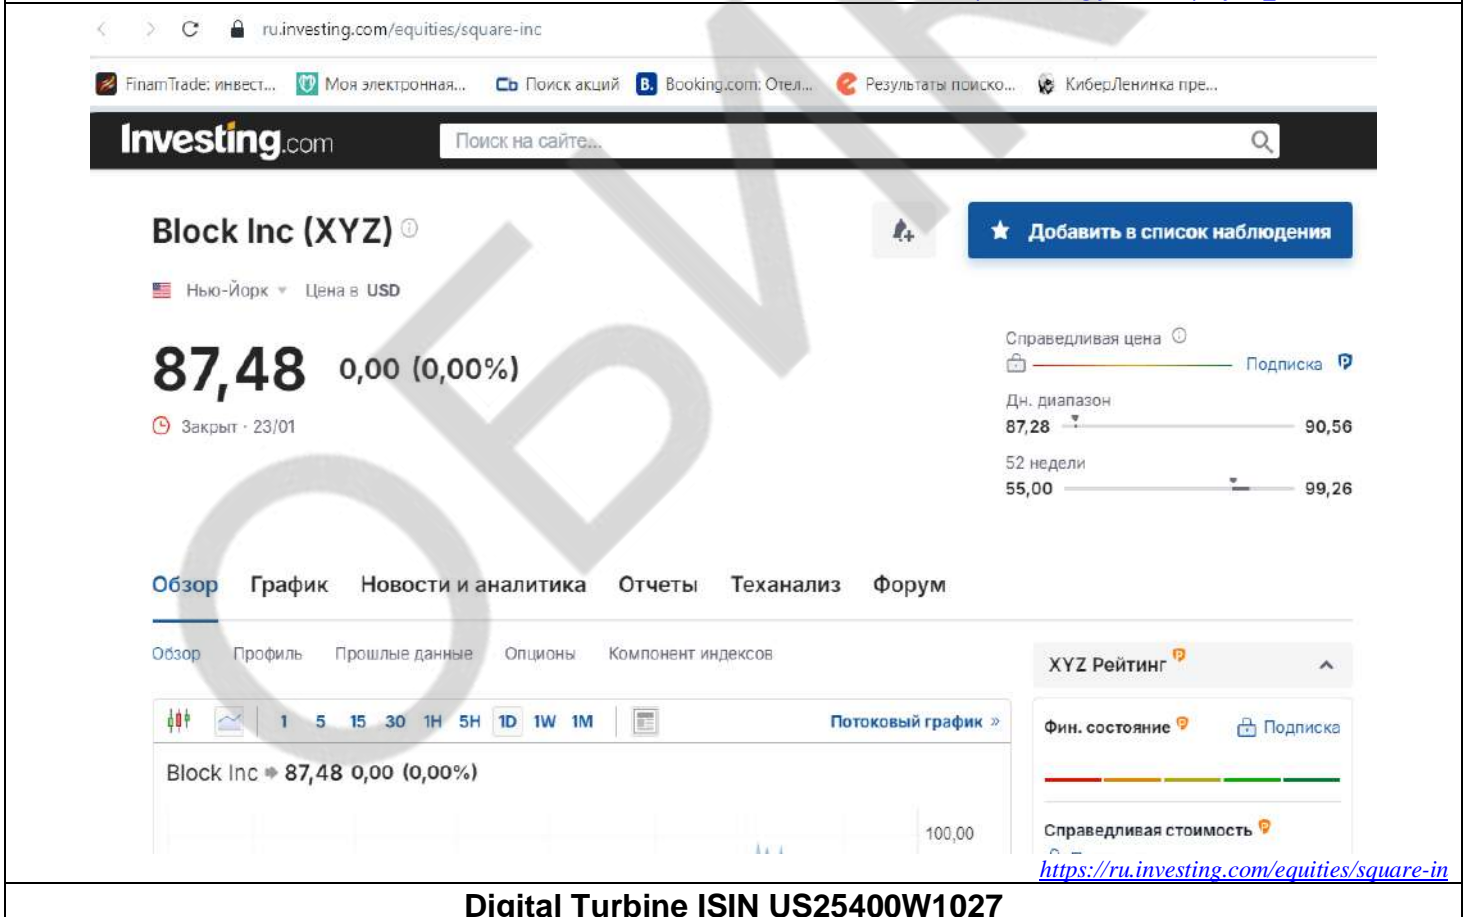 ru.investing.com/equities/square-inc
FinamTrade: инвест... Моя электронная... Сb Поиск акций B. Booking.com: Отел... Результаты поиско... КиберЛенинка пре...
Investing.com Поиск на сайте...
Block Inc (XYZ)
Добавить в список наблюдения
Нью-Йорк Цена в USD
87,48 0,00 (0,00%)
Закрыт · 23/01
Справедливая цена
Подписка
Дн. диапазон
87,28 90,56
52 недели
55,00 99,26
Обзор График Новости и аналитика Отчеты Теханализ Форум
Обзор Профиль Прошлые данные Опционы Компонент индексов
XYZ Рейтинг
1 5 15 30 1H 5H 1D 1W 1M Потоковый график »
Фин. состояние Подписка
Block Inc 87,48 0,00 (0,00%)
100,00
Справедливая стоимость
https://ru.investing.com/equities/square-in
Digital Turbine ISIN US25400W1027
ОБИК